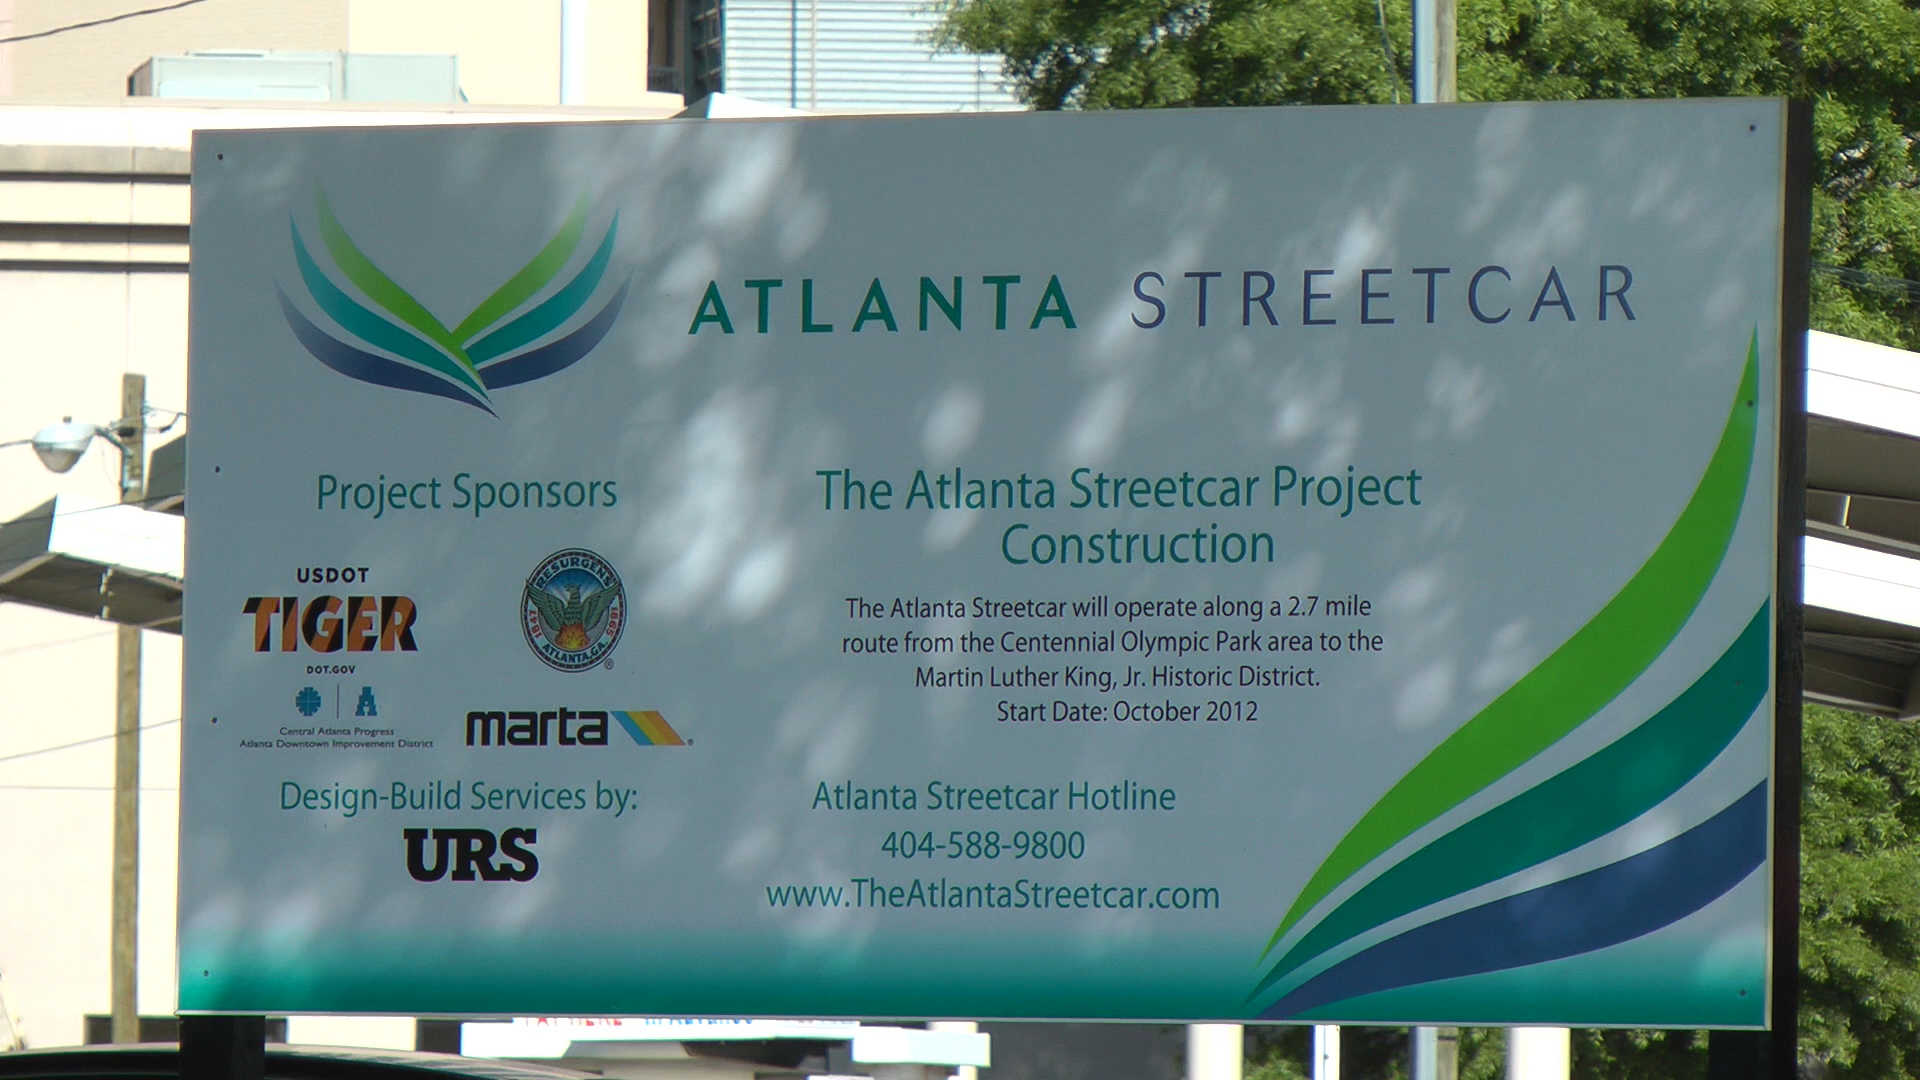 ATLANTA STREETCAR
Project Sponsors
USDOT
TIGER
DOT.GOV
RESURGENS
1847 1865
ATLANTA, GA.
®
Central Atlanta Progress
Atlanta Downtown Improvement District
marta
Design-Build Services by:
URS
The Atlanta Streetcar Project
Construction
The Atlanta Streetcar will operate along a 2.7 mile
route from the Centennial Olympic Park area to the
Martin Luther King, Jr. Historic District.
Start Date: October 2012
Atlanta Streetcar Hotline
404-588-9800
www.TheAtlantaStreetcar.com